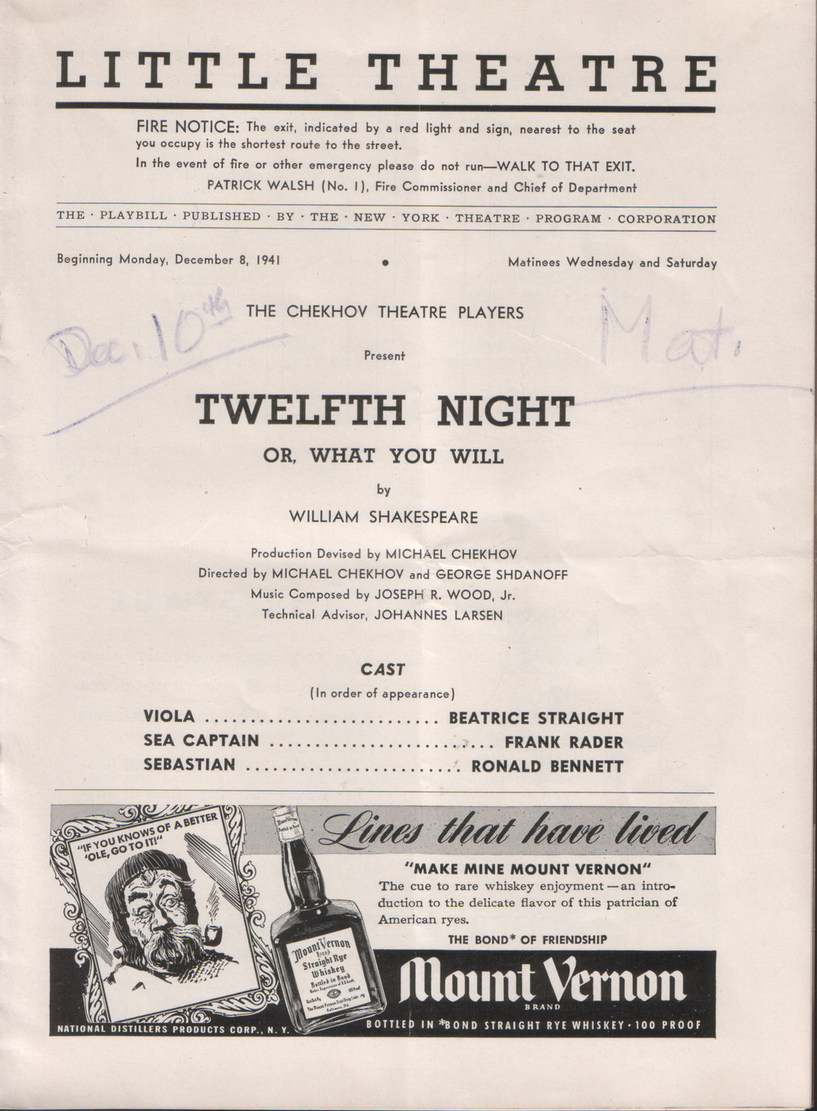 LITTLE THEATRE
FIRE NOTICE: The exit, indicated by a red light and sign, nearest to the seat
you occupy is the shortest route to the street.
In the event of fire or other emergency please do not run—WALK TO THAT EXIT.
PATRICK WALSH (No. 1), Fire Commissioner and Chief of Department
THE · PLAYBILL · PUBLISHED · BY · THE · NEW · YORK · THEATRE · PROGRAM · CORPORATION
Beginning Monday, December 8, 1941 • Matinees Wednesday and Saturday
Dec. 10th
Mat.
THE CHEKHOV THEATRE PLAYERS
Present
TWELFTH NIGHT
OR, WHAT YOU WILL
by
WILLIAM SHAKESPEARE
Production Devised by MICHAEL CHEKHOV
Directed by MICHAEL CHEKHOV and GEORGE SHDANOFF
Music Composed by JOSEPH R. WOOD, Jr.
Technical Advisor, JOHANNES LARSEN
CAST
(In order of appearance)
VIOLA .......................... BEATRICE STRAIGHT
SEA CAPTAIN ........................ FRANK RADER
SEBASTIAN ....................... RONALD BENNETT
"IF YOU KNOWS OF A BETTER
'OLE, GO TO IT!"
Lines that have lived
"MAKE MINE MOUNT VERNON"
The cue to rare whiskey enjoyment—an intro-
duction to the delicate flavor of this patrician of
American ryes.
THE BOND* OF FRIENDSHIP
Mount Vernon
Brand
Straight Rye
Whiskey
Bottled in Bond
Mount Vernon
BRAND
NATIONAL DISTILLERS PRODUCTS CORP., N. Y.
BOTTLED IN *BOND STRAIGHT RYE WHISKEY · 100 PROOF